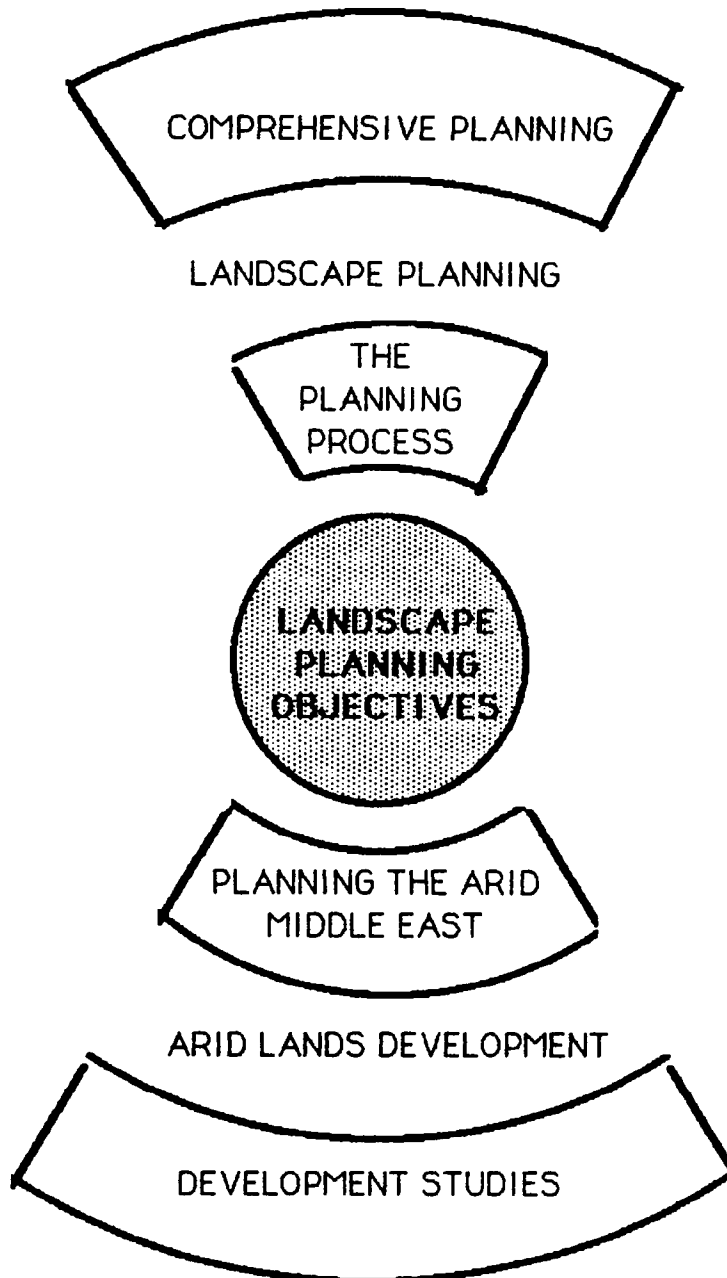 COMPREHENSIVE PLANNING
LANDSCAPE PLANNING
THE
PLANNING
PROCESS
LANDSCAPE
PLANNING
OBJECTIVES
PLANNING THE ARID
MIDDLE EAST
ARID LANDS DEVELOPMENT
DEVELOPMENT STUDIES